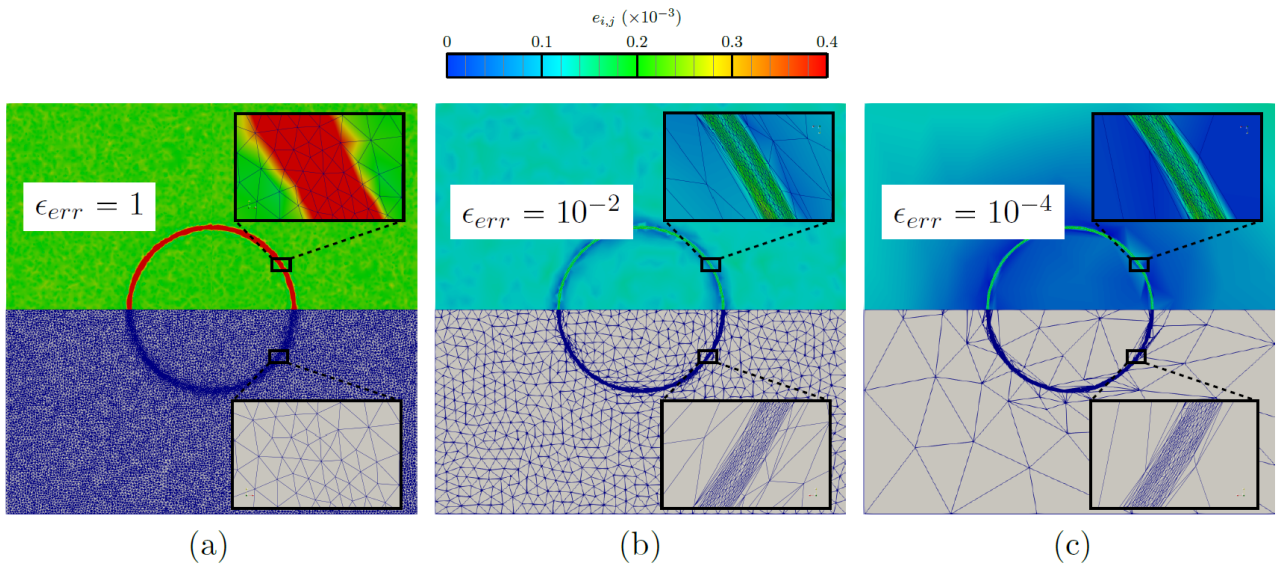 e_{i,j} (×10^{-3})
0 0.1 0.2 0.3 0.4
ϵ_{err} = 1
ϵ_{err} = 10^{-2}
ϵ_{err} = 10^{-4}
(a) (b) (c)